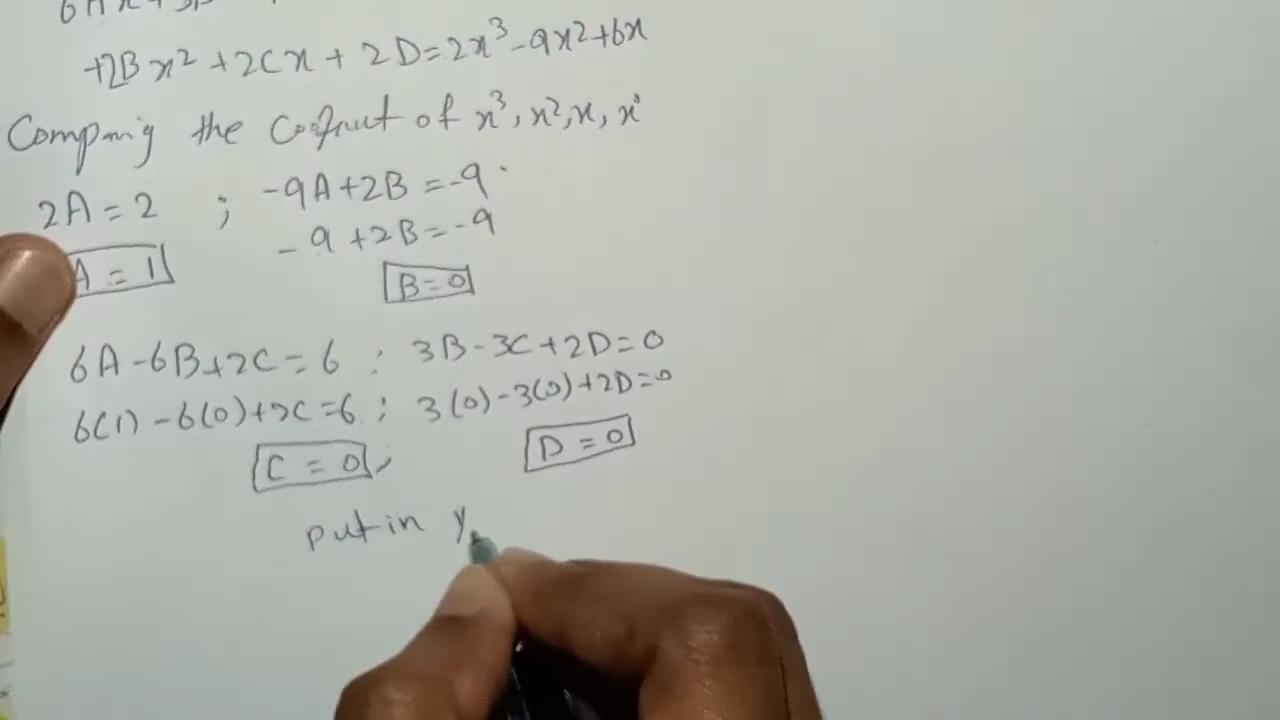 +2Bx² +2Cx + 2D=2x³-9x²+6x
the of x³, x², x, x⁰
2A = 2 ; -9A+2B =-9
- 9 +2B=-9
A = 1
B=0
6A-6B+2C=6 ; 3B-3C+2D=0
6(1)-6(0)+2C=6 ; 3(0)-3(0)+2D=0
C = 0, D = 0
put in y